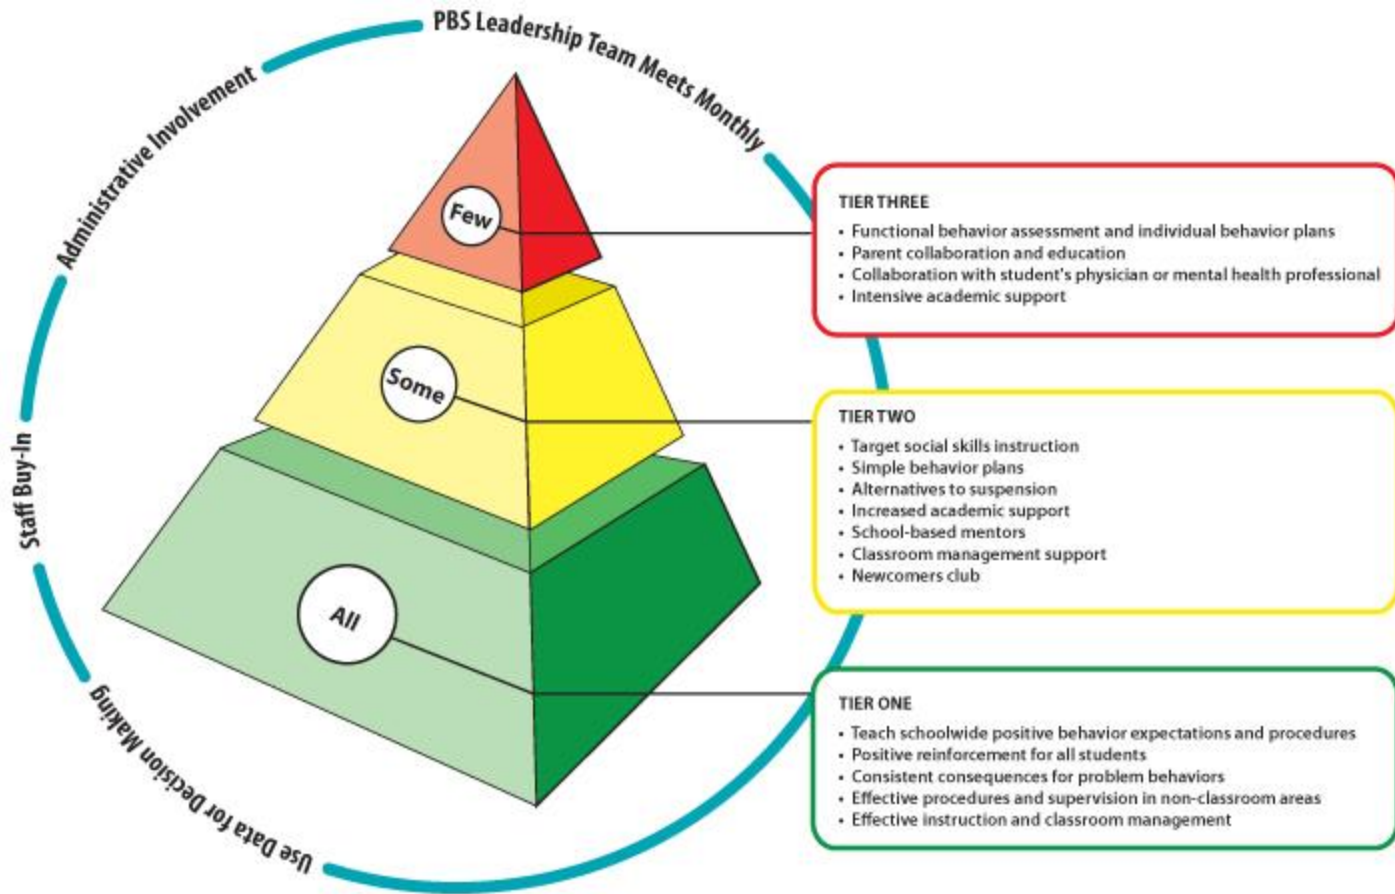 PBS Leadership Team Meets Monthly
Administrative Involvement
Staff Buy-In
Use Data for Decision Making
Few
Some
All
TIER THREE
• Functional behavior assessment and individual behavior plans
• Parent collaboration and education
• Collaboration with student's physician or mental health professional
• Intensive academic support
TIER TWO
• Target social skills instruction
• Simple behavior plans
• Alternatives to suspension
• Increased academic support
• School-based mentors
• Classroom management support
• Newcomers club
TIER ONE
• Teach schoolwide positive behavior expectations and procedures
• Positive reinforcement for all students
• Consistent consequences for problem behaviors
• Effective procedures and supervision in non-classroom areas
• Effective instruction and classroom management